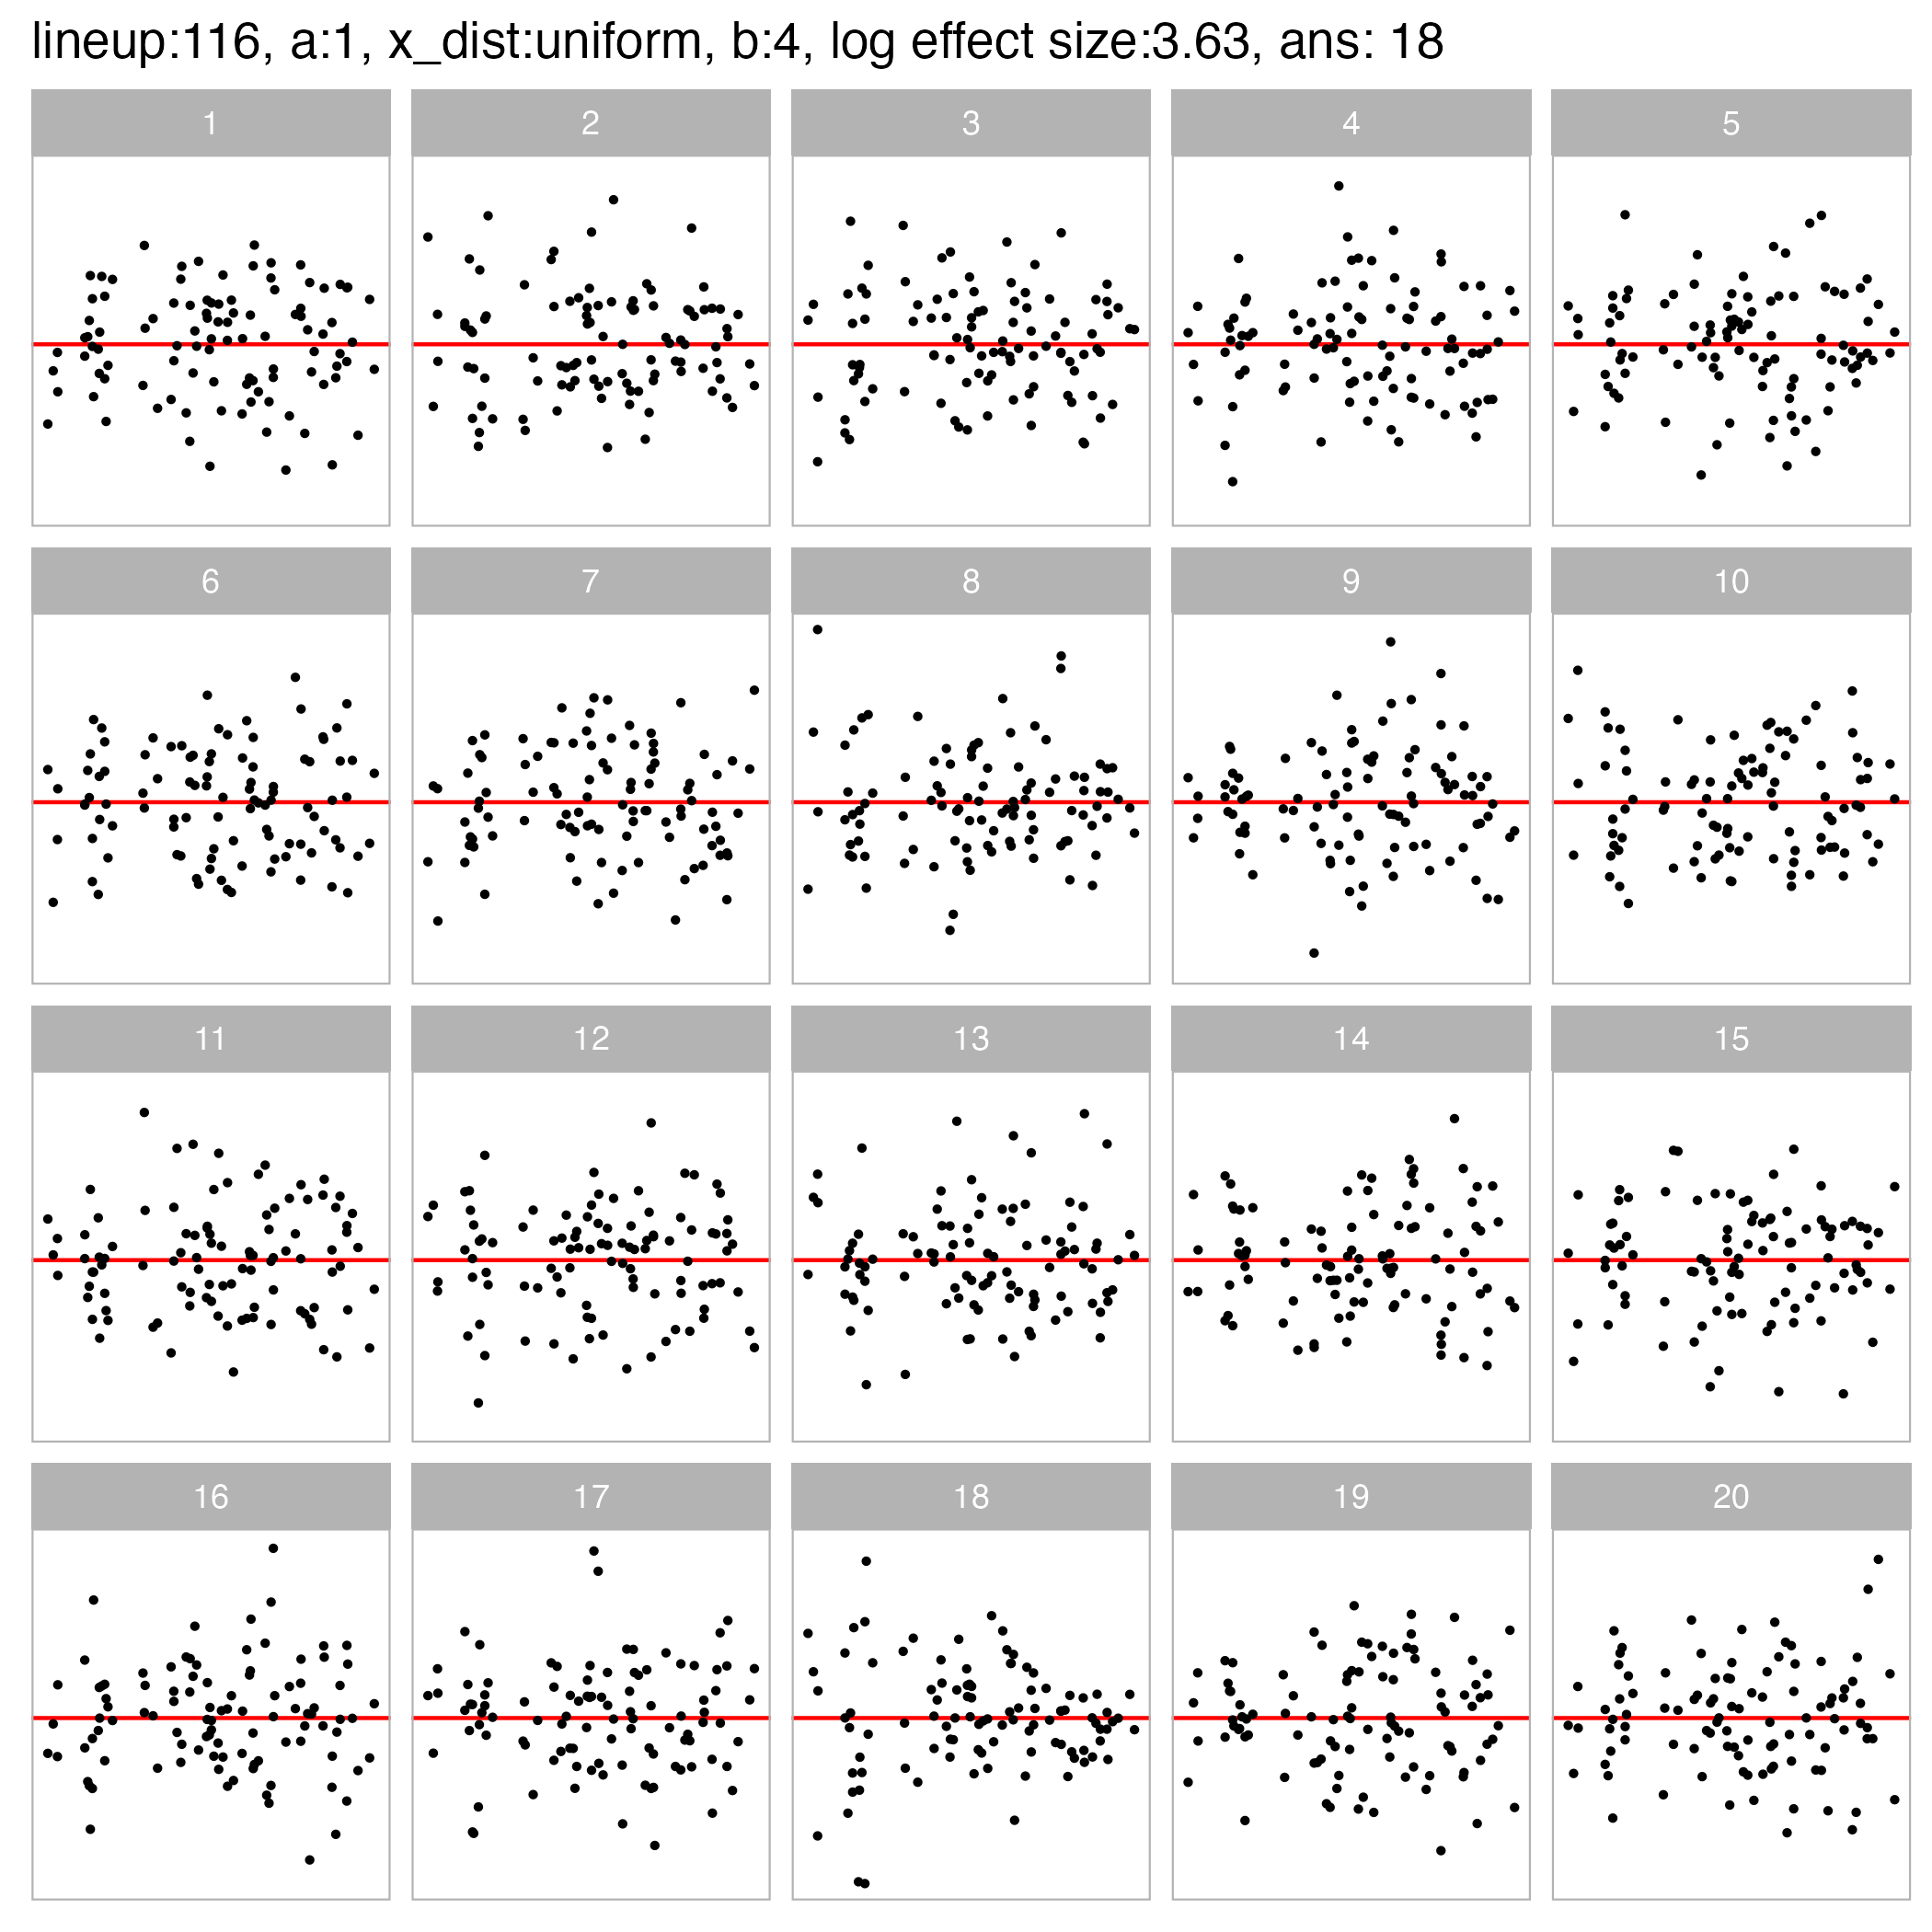 lineup:116, a:1, x_dist:uniform, b:4, log effect size:3.63, ans: 18
1 2 3 4 5
6 7 8 9 10
11 12 13 14 15
16 17 18 19 20